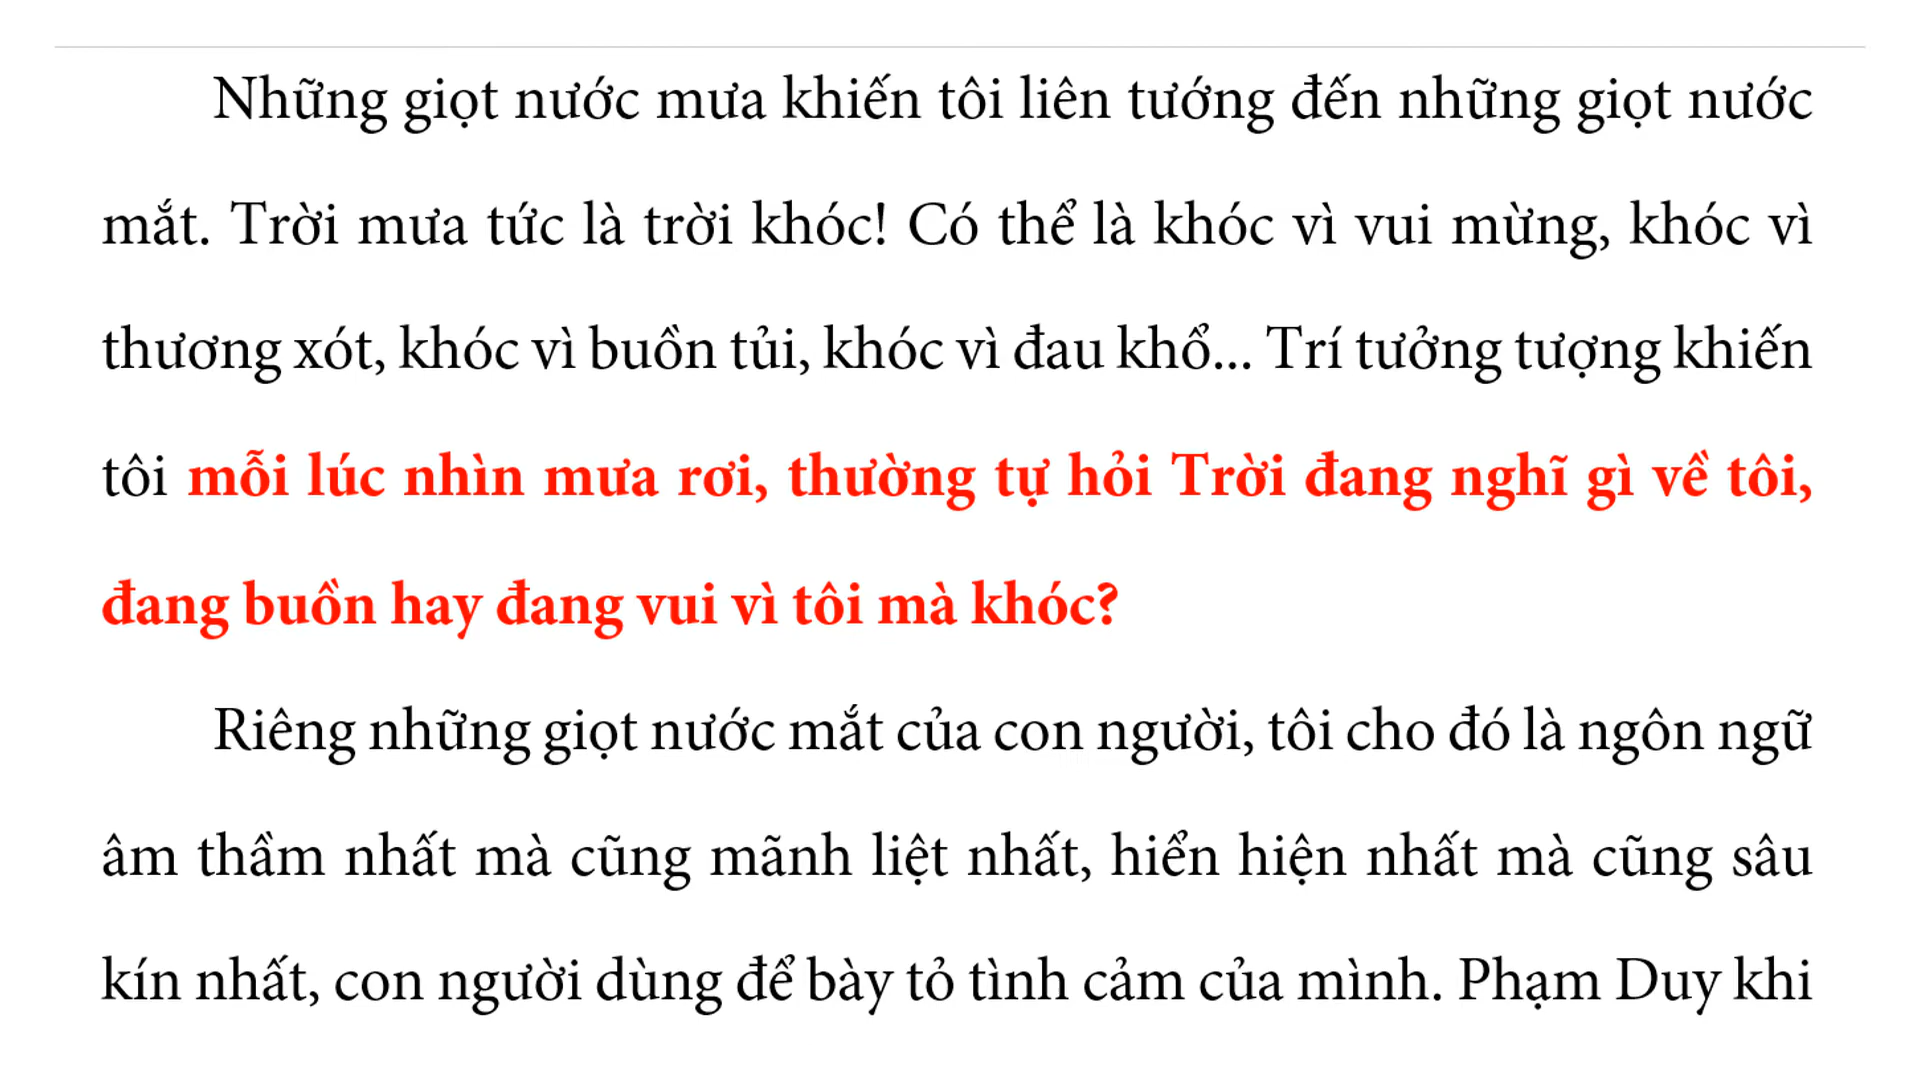 Những giọt nước mưa khiến tôi liên tướng đến những giọt nước
mắt. Trời mưa tức là trời khóc! Có thể là khóc vì vui mừng, khóc vì
thương xót, khóc vì buồn tủi, khóc vì đau khổ... Trí tưởng tượng khiến
tôi mỗi lúc nhìn mưa rơi, thường tự hỏi Trời đang nghĩ gì về tôi,
đang buồn hay đang vui vì tôi mà khóc?
Riêng những giọt nước mắt của con người, tôi cho đó là ngôn ngữ
âm thầm nhất mà cũng mãnh liệt nhất, hiển hiện nhất mà cũng sâu
kín nhất, con người dùng để bày tỏ tình cảm của mình. Phạm Duy khi